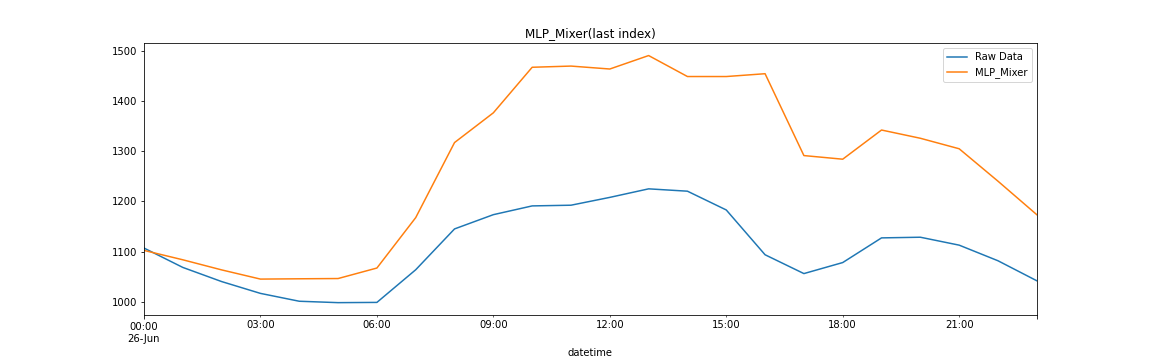 MLP_Mixer(last index)
Raw Data
MLP_Mixer
1500
1400
1300
1200
1100
1000
00:00 03:00 06:00 09:00 12:00 15:00 18:00 21:00
26-Jun
datetime